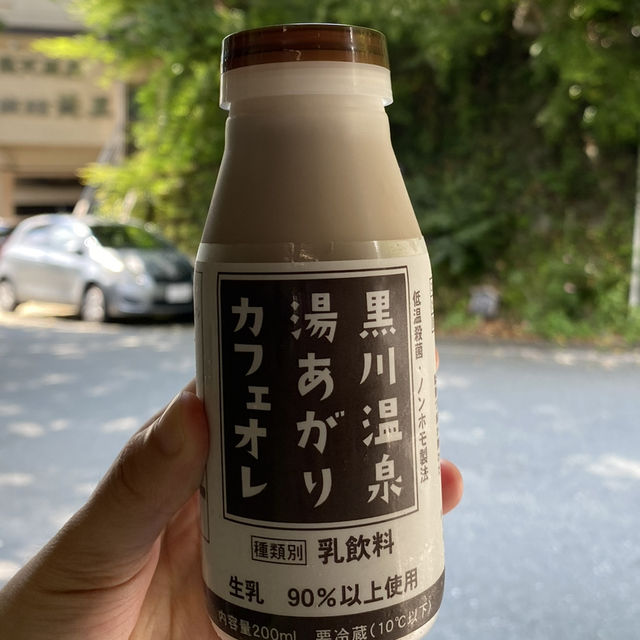 黒川温泉
湯あがり
カフェオレ
低温殺菌・ノンホモ製法
種類別 乳飲料
生乳 90%以上使用
内容量200ml 要冷蔵(10℃以下)